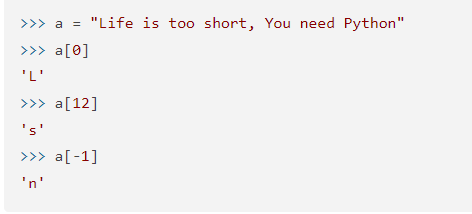 >>> a = "Life is too short, You need Python"
>>> a[0]
'L'
>>> a[12]
's'
>>> a[-1]
'n'